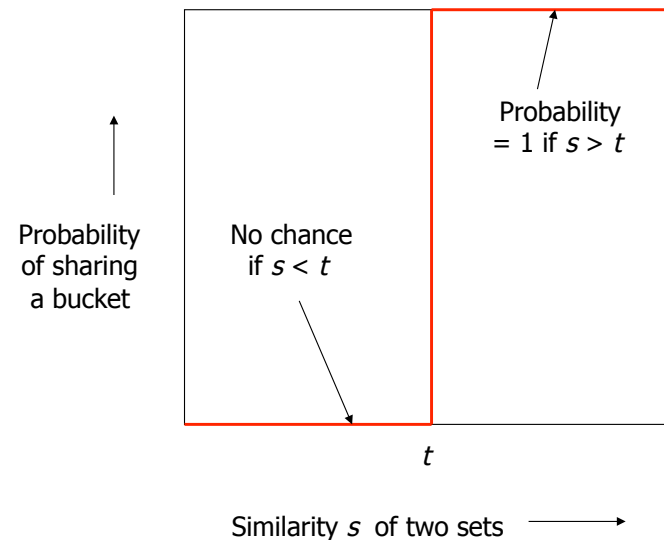 Probability
= 1 if s > t
Probability
of sharing
a bucket
No chance
if s < t
t
Similarity s of two sets